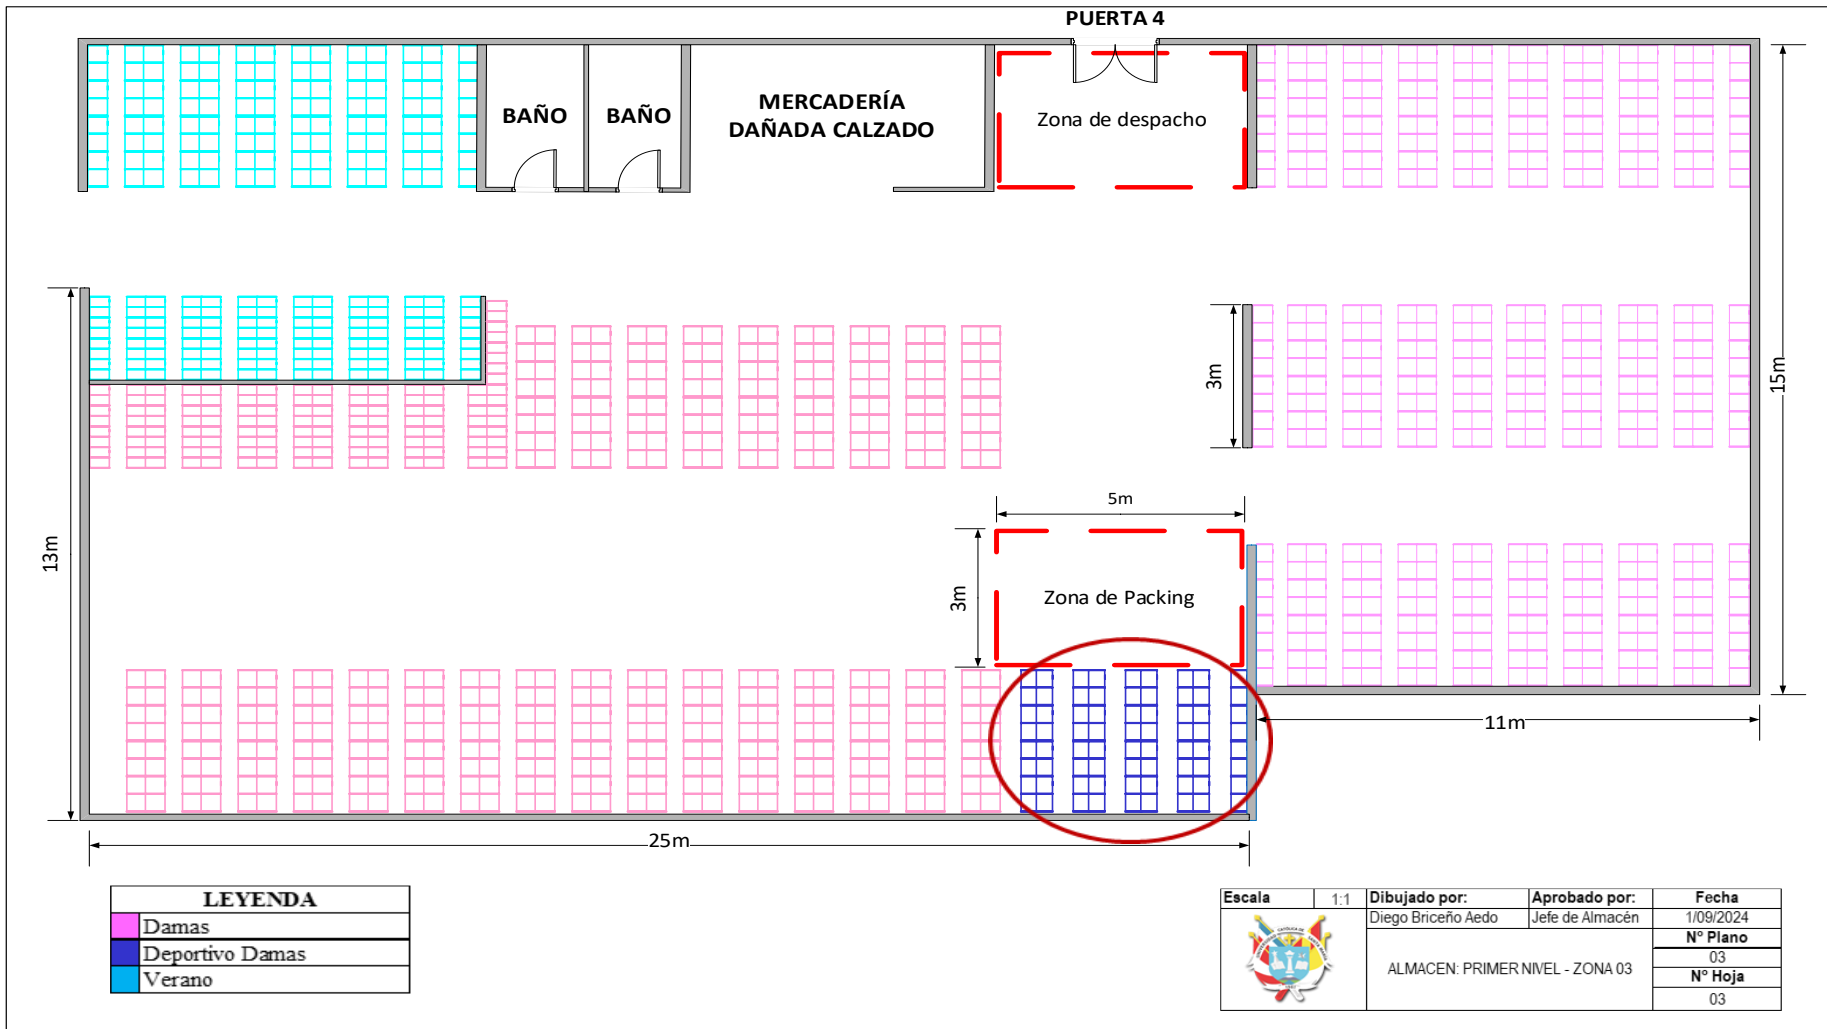 PUERTA 4
BAÑO
BAÑO
MERCADERÍA
DAÑADA CALZADO
Zona de despacho
3m
15m
13m
5m
3m
Zona de Packing
11m
25m
LEYENDA
Damas
Deportivo Damas
Verano
Escala 1:1 Dibujado por: Aprobado por: Fecha
Diego Briceño Aedo Jefe de Almacén 1/09/2024
N° Plano
03
ALMACEN: PRIMER NIVEL - ZONA 03
N° Hoja
03